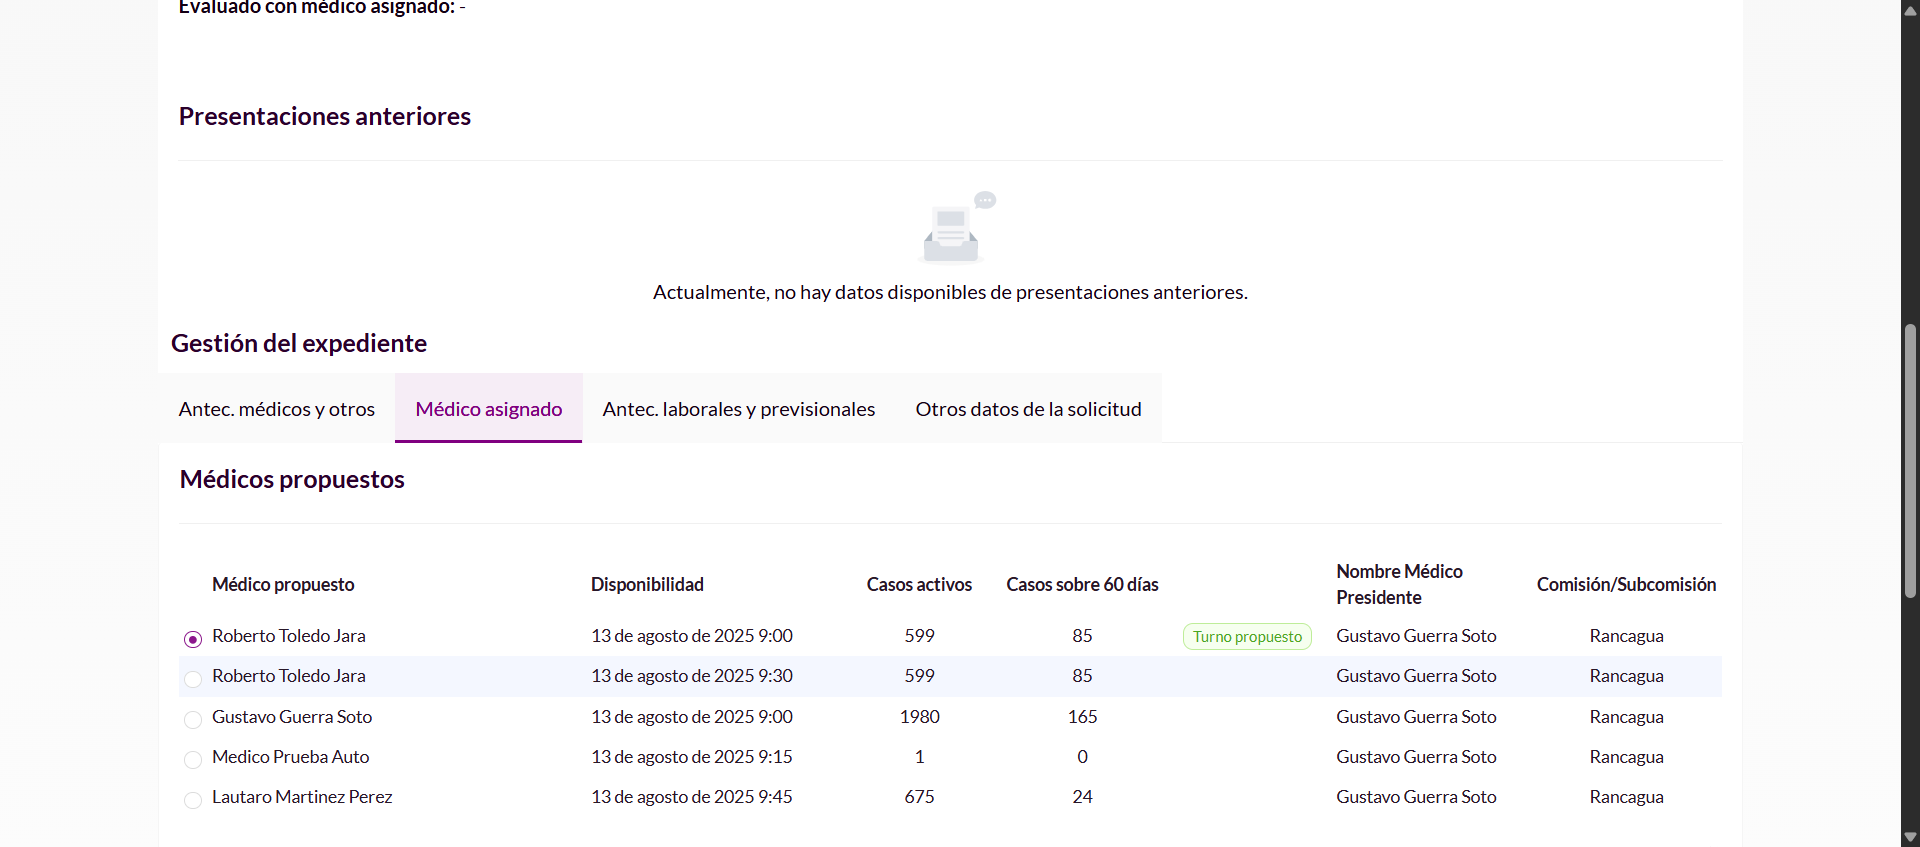 Evaluado con médico asignado: -
Presentaciones anteriores
Actualmente, no hay datos disponibles de presentaciones anteriores.
Gestión del expediente
Antec. médicos y otros Médico asignado Antec. laborales y previsionales Otros datos de la solicitud
Médicos propuestos
Médico propuesto Disponibilidad Casos activos Casos sobre 60 días Nombre Médico Presidente Comisión/Subcomisión
Roberto Toledo Jara 13 de agosto de 2025 9:00 599 85 Turno propuesto Gustavo Guerra Soto Rancagua
Roberto Toledo Jara 13 de agosto de 2025 9:30 599 85 Gustavo Guerra Soto Rancagua
Gustavo Guerra Soto 13 de agosto de 2025 9:00 1980 165 Gustavo Guerra Soto Rancagua
Medico Prueba Auto 13 de agosto de 2025 9:15 1 0 Gustavo Guerra Soto Rancagua
Lautaro Martinez Perez 13 de agosto de 2025 9:45 675 24 Gustavo Guerra Soto Rancagua